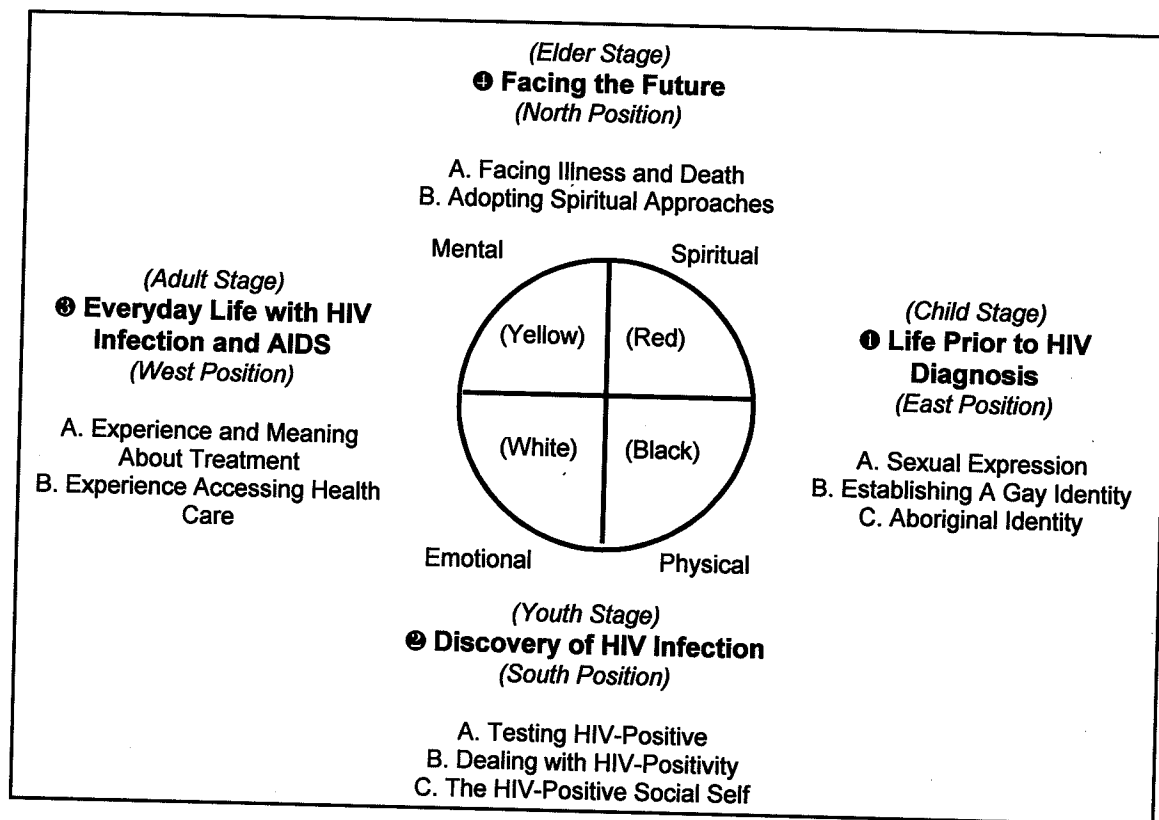 (Elder Stage)
❹ Facing the Future
(North Position)
A. Facing Illness and Death
B. Adopting Spiritual Approaches
Mental
Spiritual
(Adult Stage)
❸ Everyday Life with HIV
Infection and AIDS
(West Position)
A. Experience and Meaning
About Treatment
B. Experience Accessing Health
Care
(Yellow)
(Red)
(White)
(Black)
(Child Stage)
❶ Life Prior to HIV
Diagnosis
(East Position)
A. Sexual Expression
B. Establishing A Gay Identity
C. Aboriginal Identity
Emotional
Physical
(Youth Stage)
❷ Discovery of HIV Infection
(South Position)
A. Testing HIV-Positive
B. Dealing with HIV-Positivity
C. The HIV-Positive Social Self